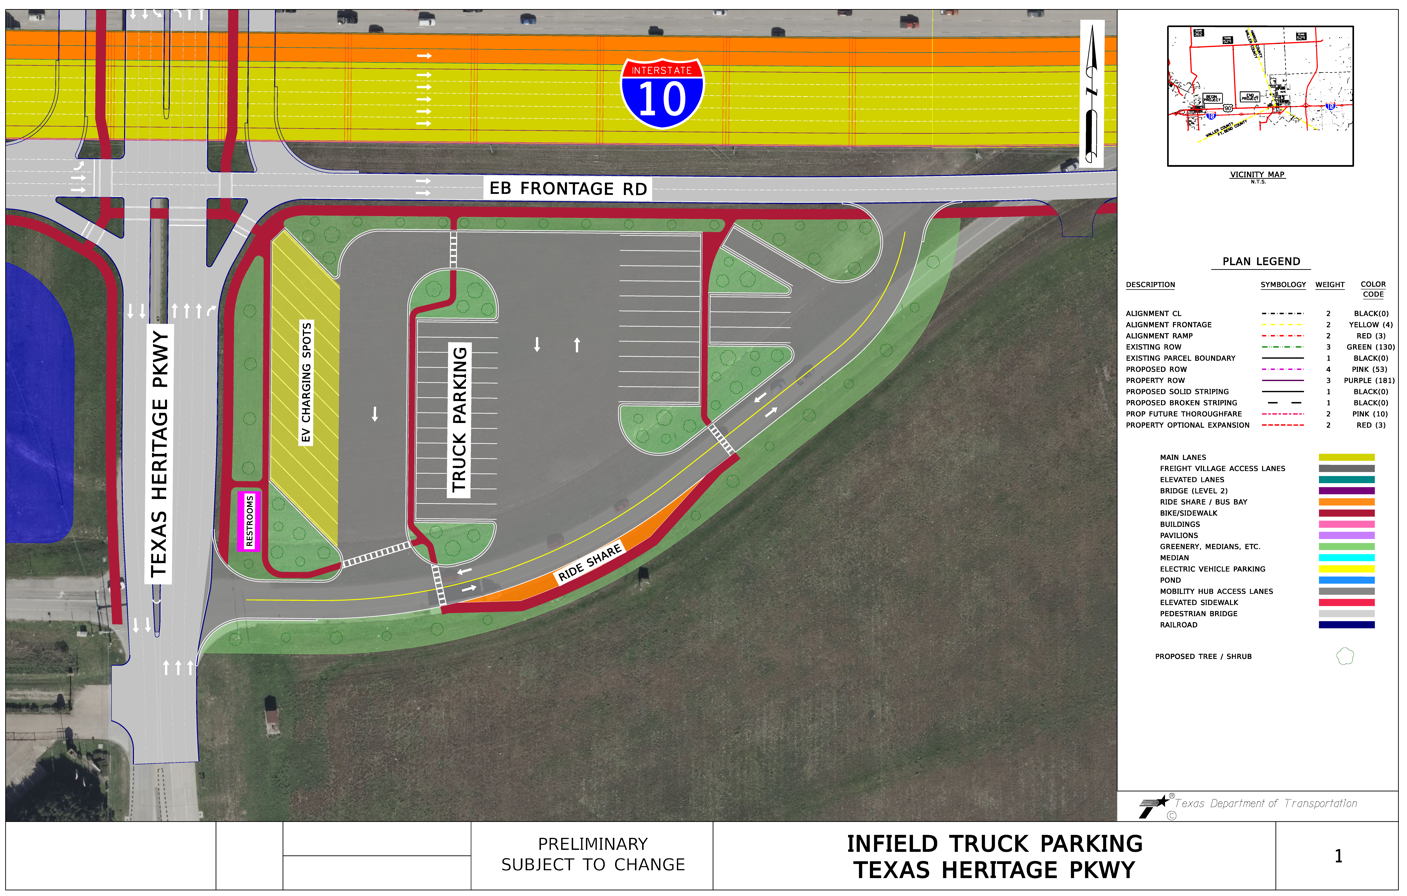 INTERSTATE
10
EB FRONTAGE RD
TEXAS HERITAGE PKWY
EV CHARGING SPOTS
TRUCK PARKING
RESTROOMS
RIDE SHARE
VICINITY MAP
N.T.S.
PLAN LEGEND
DESCRIPTION SYMBOLOGY WEIGHT COLOR CODE
ALIGNMENT CL 2 BLACK(0)
ALIGNMENT FRONTAGE 2 YELLOW (4)
ALIGNMENT RAMP 2 RED (3)
EXISTING ROW 3 GREEN (130)
EXISTING PARCEL BOUNDARY 1 BLACK(0)
PROPOSED ROW 4 PINK (53)
PROPERTY ROW 3 PURPLE (181)
PROPOSED SOLID STRIPING 1 BLACK(0)
PROPOSED BROKEN STRIPING 1 BLACK(0)
PROP FUTURE THOROUGHFARE 2 PINK (10)
PROPERTY OPTIONAL EXPANSION 2 RED (3)
MAIN LANES
FREIGHT VILLAGE ACCESS LANES
ELEVATED LANES
BRIDGE (LEVEL 2)
RIDE SHARE / BUS BAY
BIKE/SIDEWALK
BUILDINGS
PAVILIONS
GREENERY, MEDIANS, ETC.
MEDIAN
ELECTRIC VEHICLE PARKING
POND
MOBILITY HUB ACCESS LANES
ELEVATED SIDEWALK
PEDESTRIAN BRIDGE
RAILROAD
PROPOSED TREE / SHRUB
® Texas Department of Transportation
©
PRELIMINARY
SUBJECT TO CHANGE
INFIELD TRUCK PARKING
TEXAS HERITAGE PKWY
1